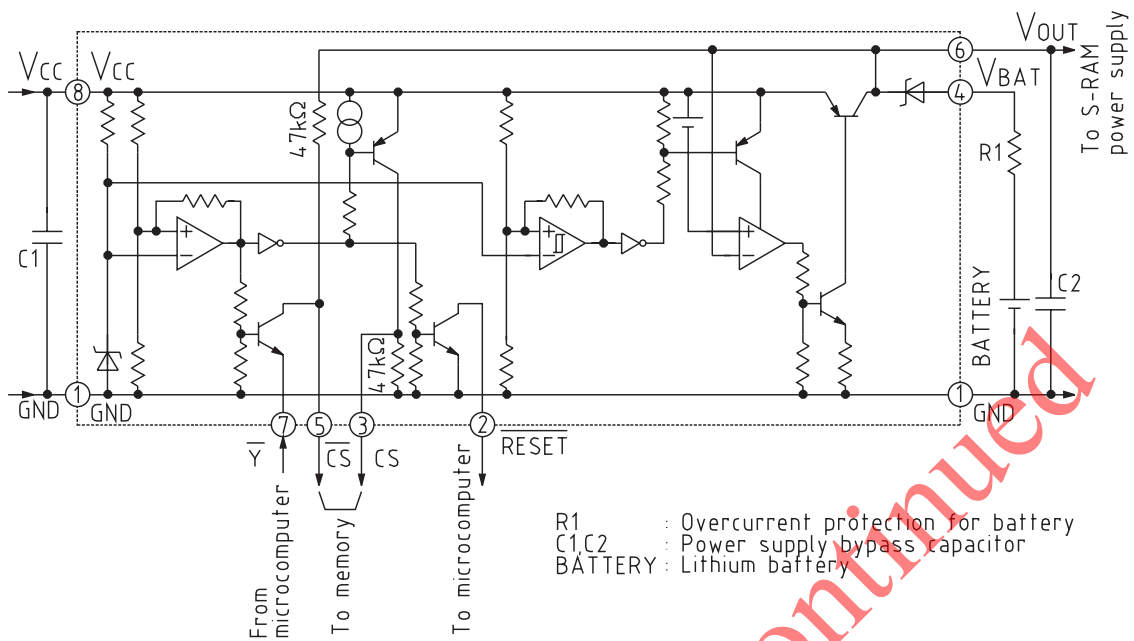 VOUT
To S-RAM
power supply
VCC
VCC
8
6
VBAT
4
47kΩ
R1
+
−
+
−
+
−
C1
C2
BATTERY
47kΩ
1
GND
GND
1
GND
7
5
3
2
Y
CS
CS
RESET
From
microcomputer
To memory
To microcomputer
R1 : Overcurrent protection for battery
C1,C2 : Power supply bypass capacitor
BATTERY : Lithium battery
ontinued